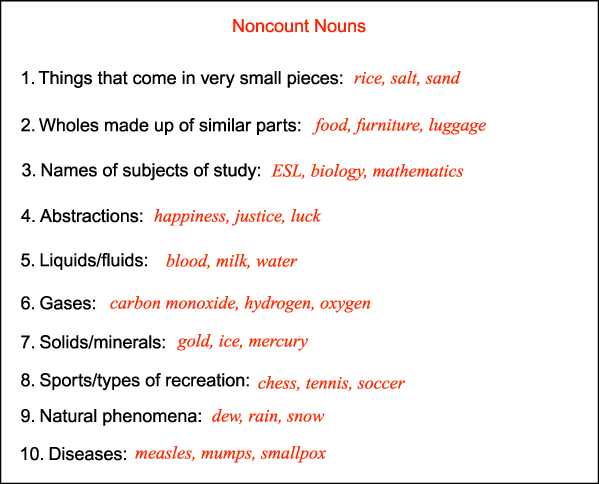 Noncount Nouns
1. Things that come in very small pieces: rice, salt, sand
2. Wholes made up of similar parts: food, furniture, luggage
3. Names of subjects of study: ESL, biology, mathematics
4. Abstractions: happiness, justice, luck
5. Liquids/fluids: blood, milk, water
6. Gases: carbon monoxide, hydrogen, oxygen
7. Solids/minerals: gold, ice, mercury
8. Sports/types of recreation: chess, tennis, soccer
9. Natural phenomena: dew, rain, snow
10. Diseases: measles, mumps, smallpox